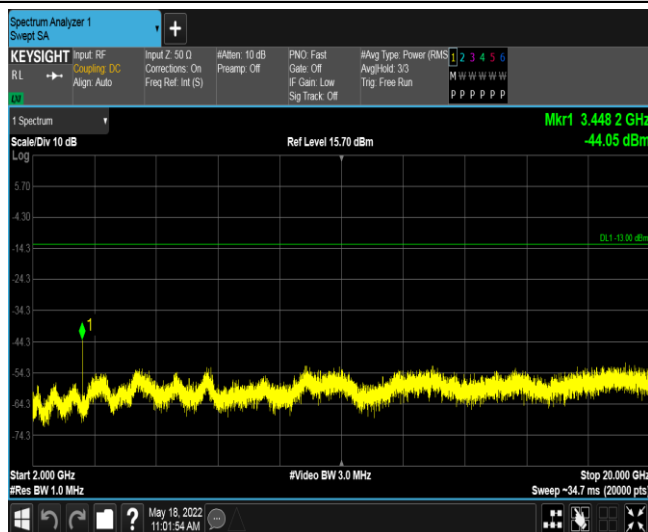 Spectrum Analyzer 1
Swept SA
+
KEYSIGHT
RL
LXI
Input: RF
Coupling: DC
Align: Auto
Input Z: 50 Ω
Corrections: On
Freq Ref: Int (S)
#Atten: 10 dB
Preamp: Off
PNO: Fast
Gate: Off
IF Gain: Low
Sig Track: Off
#Avg Type: Power (RMS
Avg|Hold: 3/3
Trig: Free Run
1 2 3 4 5 6
M W W W W W
P P P P P P
1 Spectrum
Scale/Div 10 dB
Ref Level 15.70 dBm
Mkr1 3.448 2 GHz
-44.05 dBm
Log
5.70
-4.30
DL1 -13.00 dBm
-14.3
-24.3
-34.3
1
-44.3
-54.3
-64.3
-74.3
Start 2.000 GHz
#Video BW 3.0 MHz
Stop 20.000 GHz
#Res BW 1.0 MHz
Sweep ~34.7 ms (20000 pts)
?
May 18, 2022
11:01:54 AM